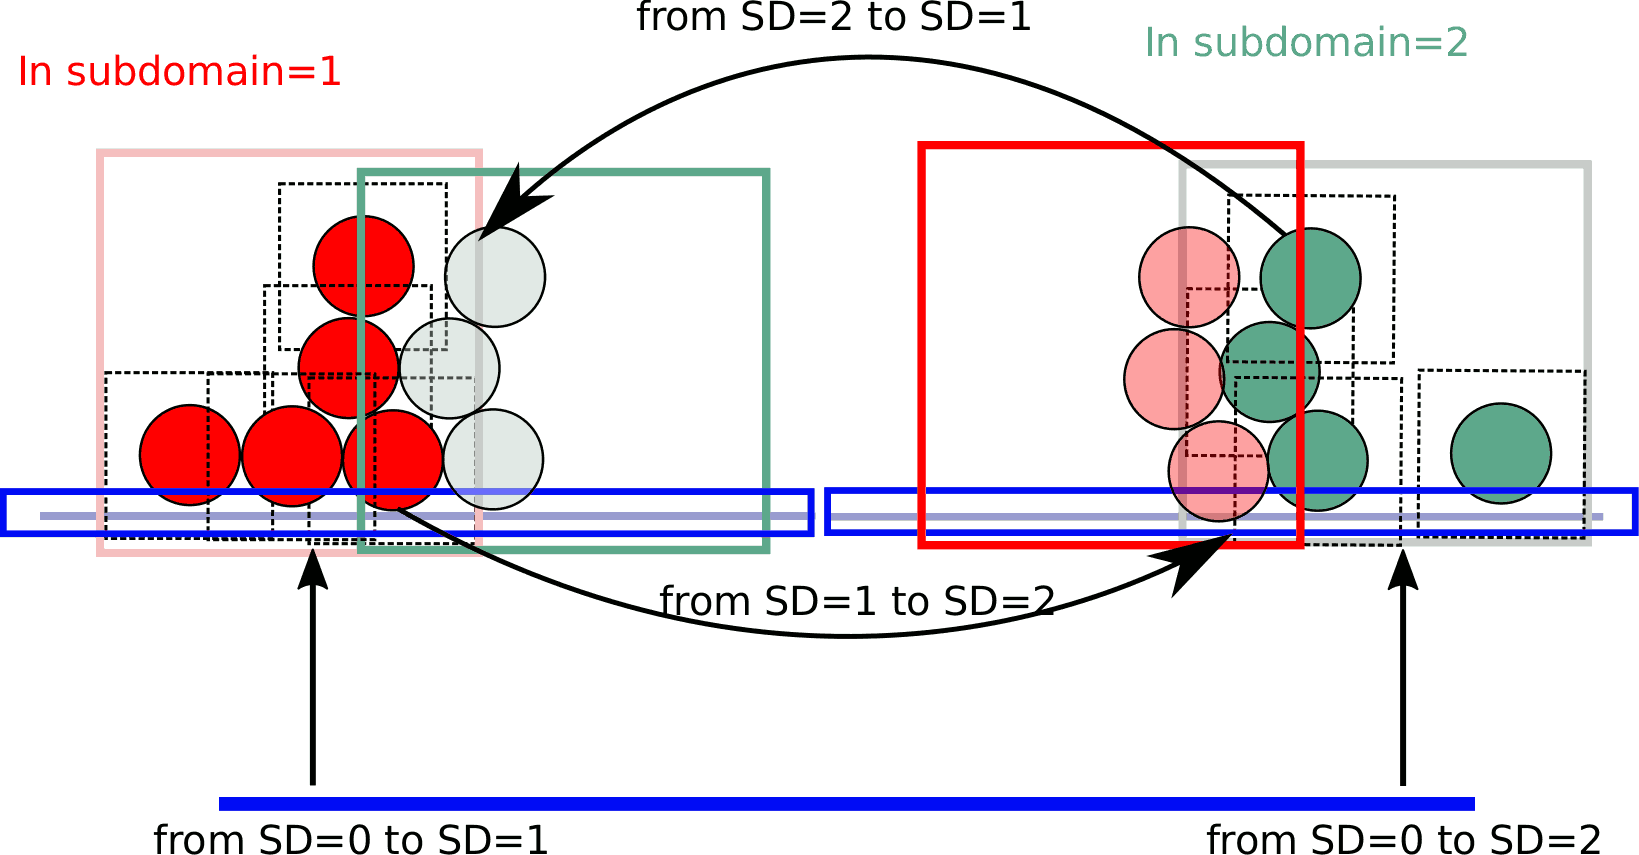 from SD=2 to SD=1
In subdomain=2
In subdomain=1
from SD=1 to SD=2
from SD=0 to SD=1
from SD=0 to SD=2